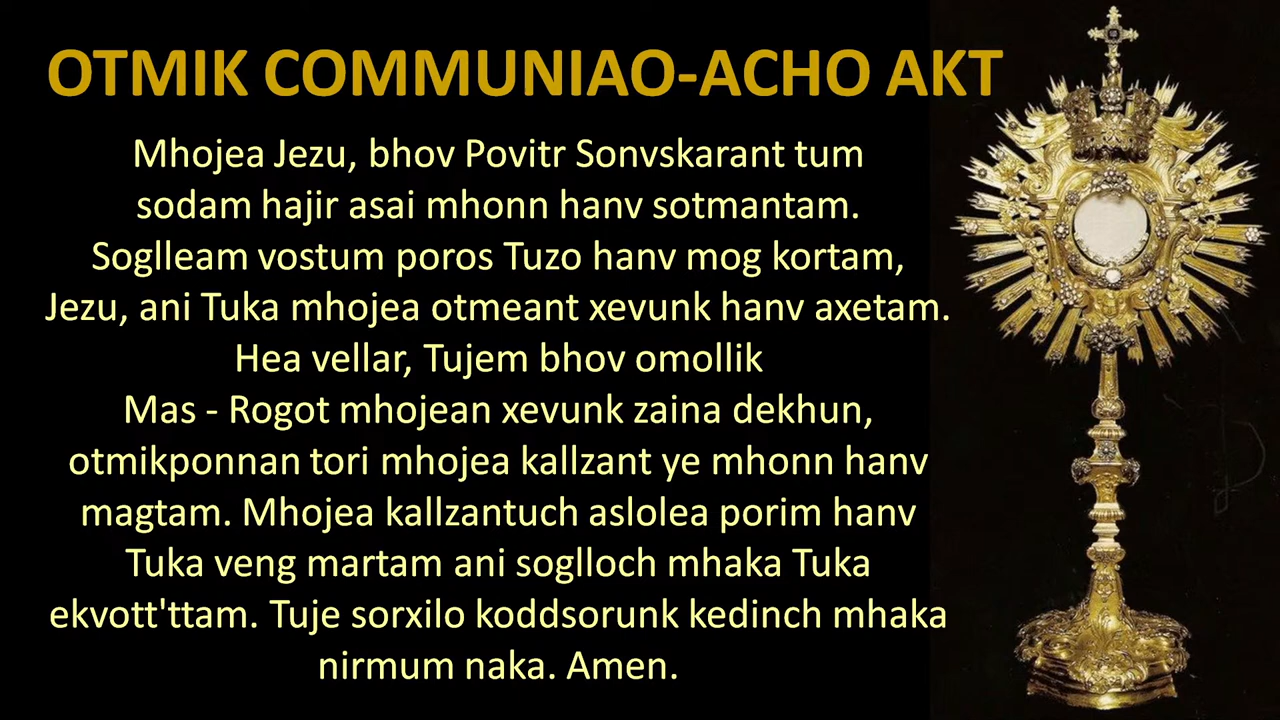 OTMIK COMMUNIAO-ACHO AKT
Mhojea Jezu, bhov Povitr Sonvskarant tum
sodam hajir asai mhonn hanv sotmantam.
Soglleam vostum poros Tuzo hanv mog kortam,
Jezu, ani Tuka mhojea otmeant xevunk hanv axetam.
Hea vellar, Tujem bhov omollik
Mas - Rogot mhojean xevunk zaina dekhun,
otmikponnan tori mhojea kallzant ye mhonn hanv
magtam. Mhojea kallzantuch aslolea porim hanv
Tuka veng martam ani soglloch mhaka Tuka
ekvott'ttam. Tuje sorxilo koddsorunk kedinch mhaka
nirmum naka. Amen.